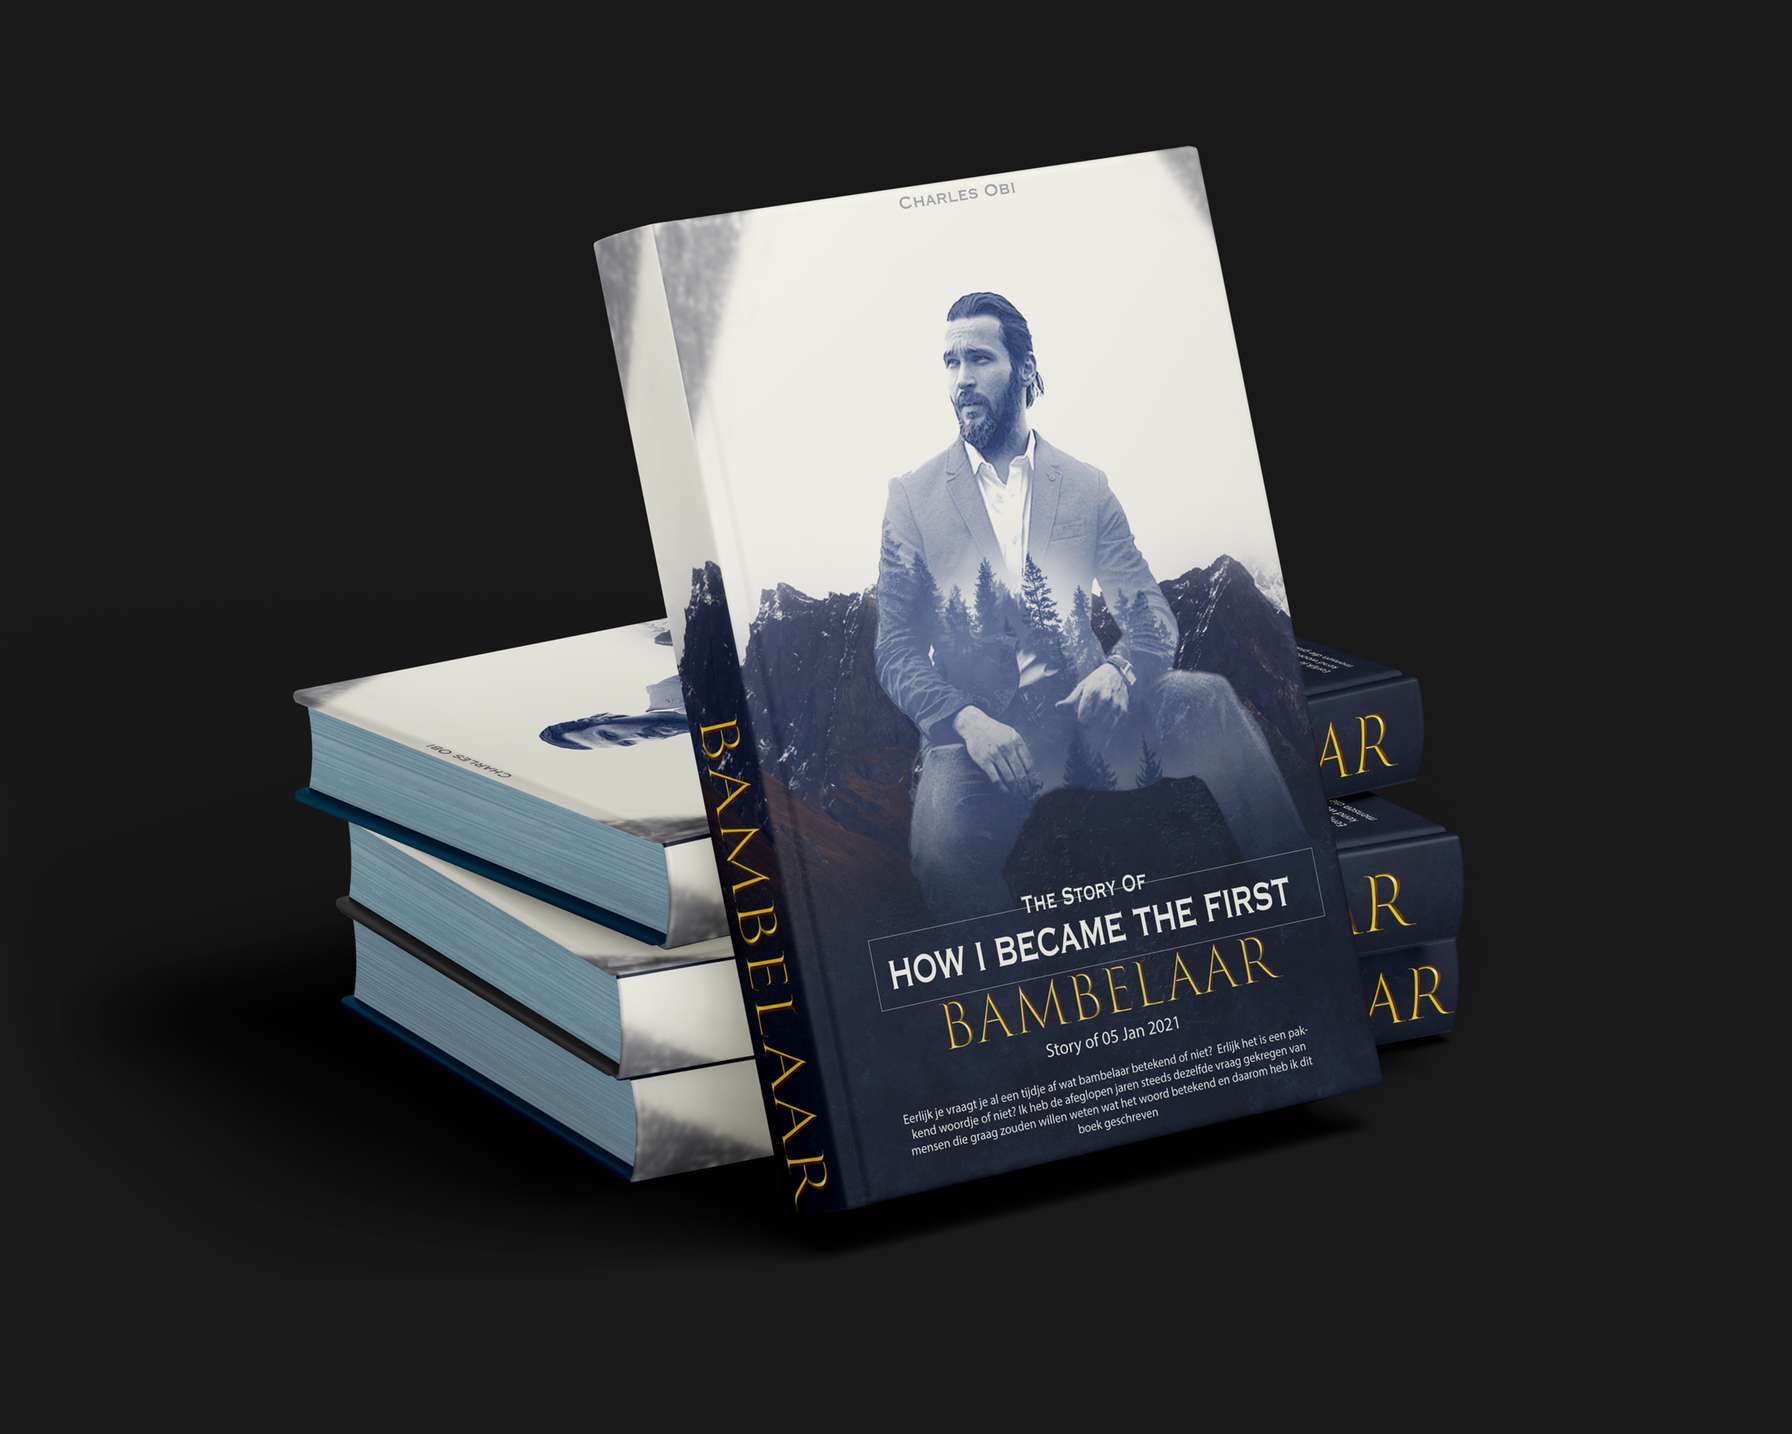 CHARLES OBI
THE STORY OF
HOW I BECAME THE FIRST
BAMBELAAR
Story of 05 Jan 2021
Eerlijk je vraagt je al een tijdje af wat bambelaar betekend of niet? Erlijk het is een pak-
kend woordje of niet? Ik heb de afeglopen jaren steeds dezelfde vraag gekregen van
mensen die graag zouden willen weten wat het woord betekend en daarom heb ik dit
boek geschreven
BAMBELAAR
CHARLES OBI
AR
AR
AR